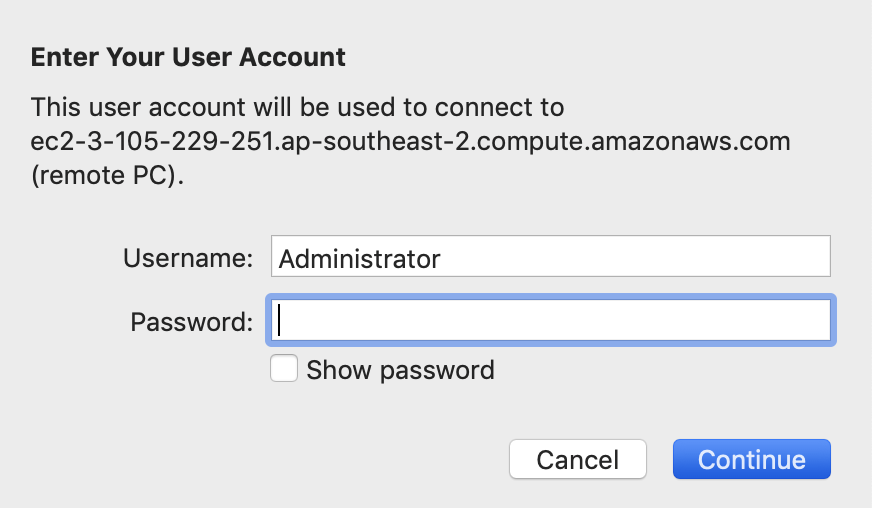 Enter Your User Account
This user account will be used to connect to
ec2-3-105-229-251.ap-southeast-2.compute.amazonaws.com
(remote PC).
Username: Administrator
Password:
Show password
Cancel Continue